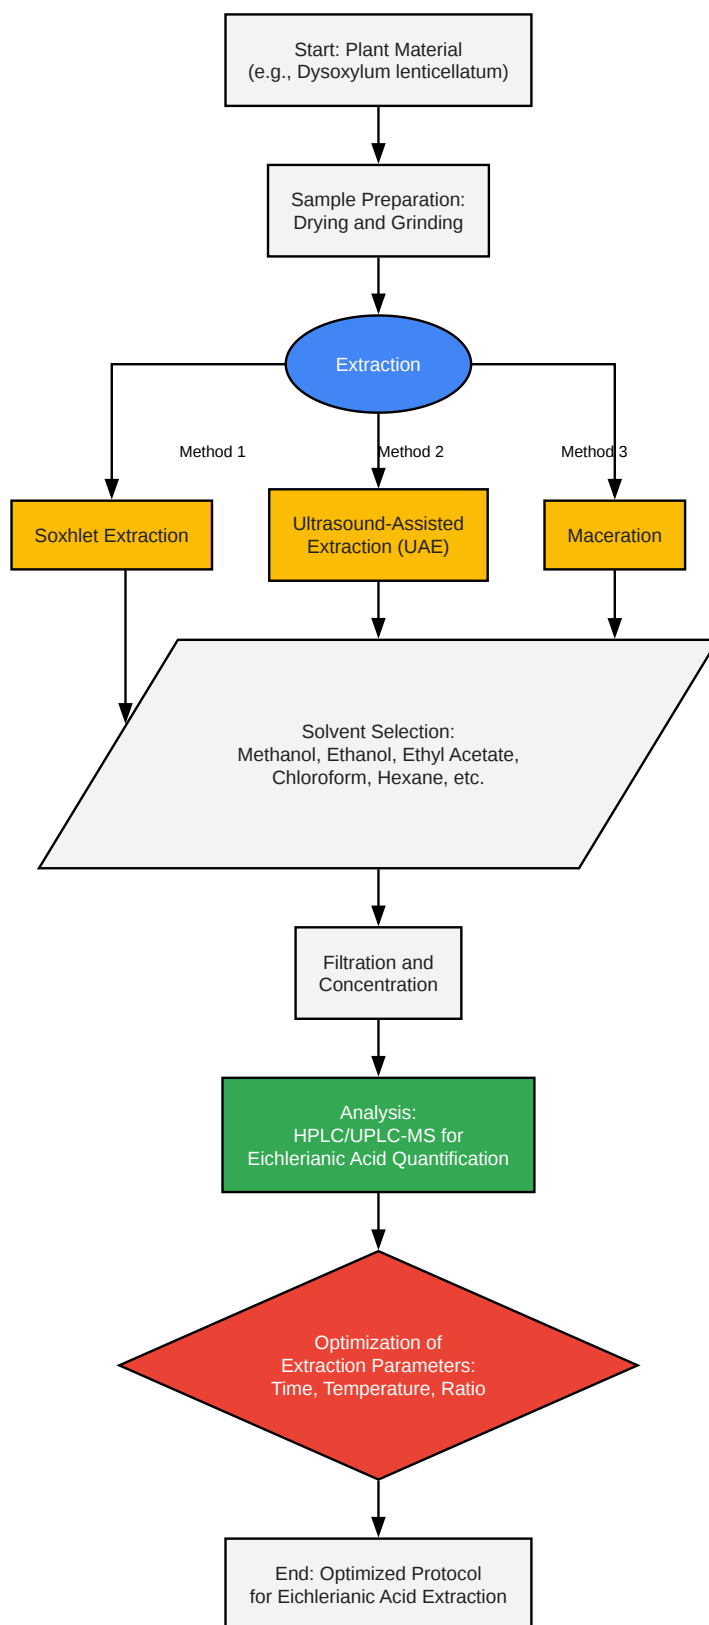 Start: Plant Material
(e.g., Dysoxylum lenticellatum)
Sample Preparation:
Drying and Grinding
Extraction
Method 1
Method 2
Method 3
Soxhlet Extraction
Ultrasound-Assisted
Extraction (UAE)
Maceration
Solvent Selection:
Methanol, Ethanol, Ethyl Acetate,
Chloroform, Hexane, etc.
Filtration and
Concentration
Analysis:
HPLC/UPLC-MS for
Eichlerianic Acid Quantification
Optimization of
Extraction Parameters:
Time, Temperature, Ratio
End: Optimized Protocol
for Eichlerianic Acid Extraction